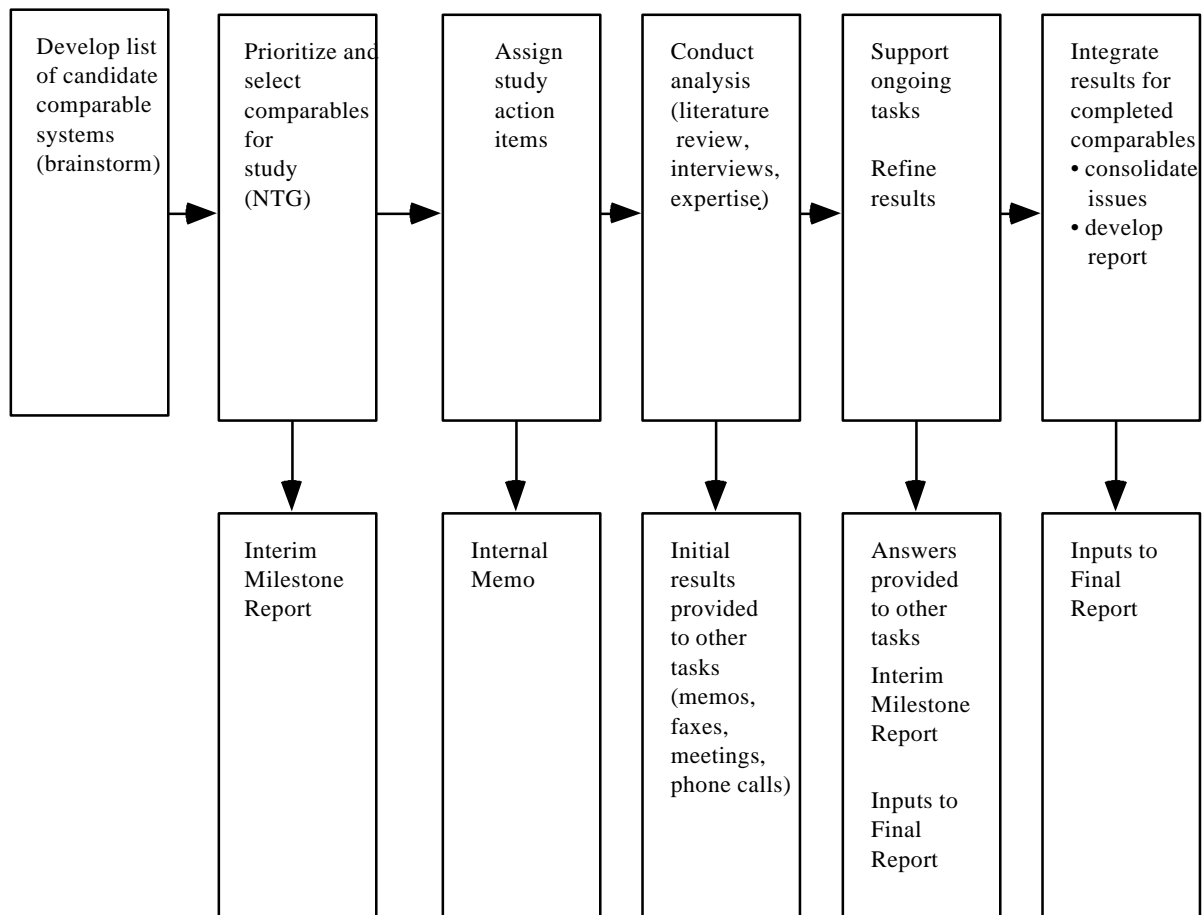 Develop list
of candidate
comparable
systems
(brainstorm)
Prioritize and
select
comparables
for
study
(NTG)
Assign
study
action
items
Conduct
analysis
(literature
review,
interviews,
expertise)
Support
ongoing
tasks
Refine
results
Integrate
results for
completed
comparables
• consolidate
issues
• develop
report
Interim
Milestone
Report
Internal
Memo
Initial
results
provided
to other
tasks
(memos,
faxes,
meetings,
phone calls)
Answers
provided
to other
tasks
Interim
Milestone
Report
Inputs to
Final
Report
Inputs to
Final
Report